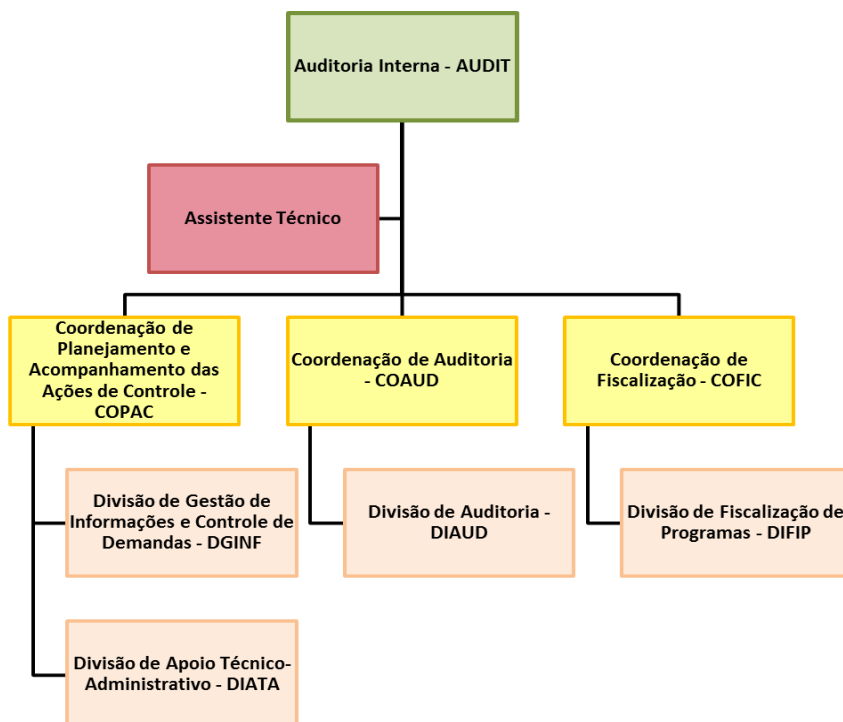 Auditoria Interna - AUDIT
Assistente Técnico
Coordenação de
Planejamento e
Acompanhamento das
Ações de Controle -
COPAC
Coordenação de Auditoria
- COAUD
Coordenação de
Fiscalização - COFIC
Divisão de Gestão de
Informações e Controle de
Demandas - DGINF
Divisão de Auditoria -
DIAUD
Divisão de Fiscalização de
Programas - DIFIP
Divisão de Apoio Técnico-
Administrativo - DIATA